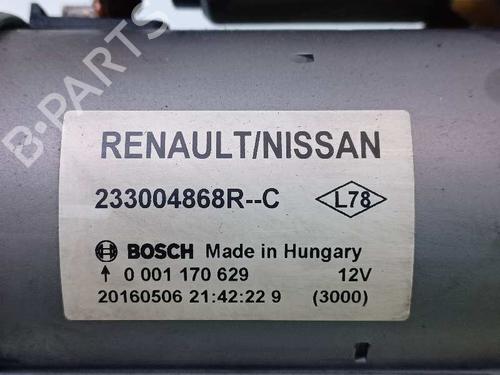 B-PARTS
RENAULT/NISSAN
233004868R--C L78
BOSCH Made in Hungary
0 001 170 629 12V
20160506 21:42:22 9 (3000)